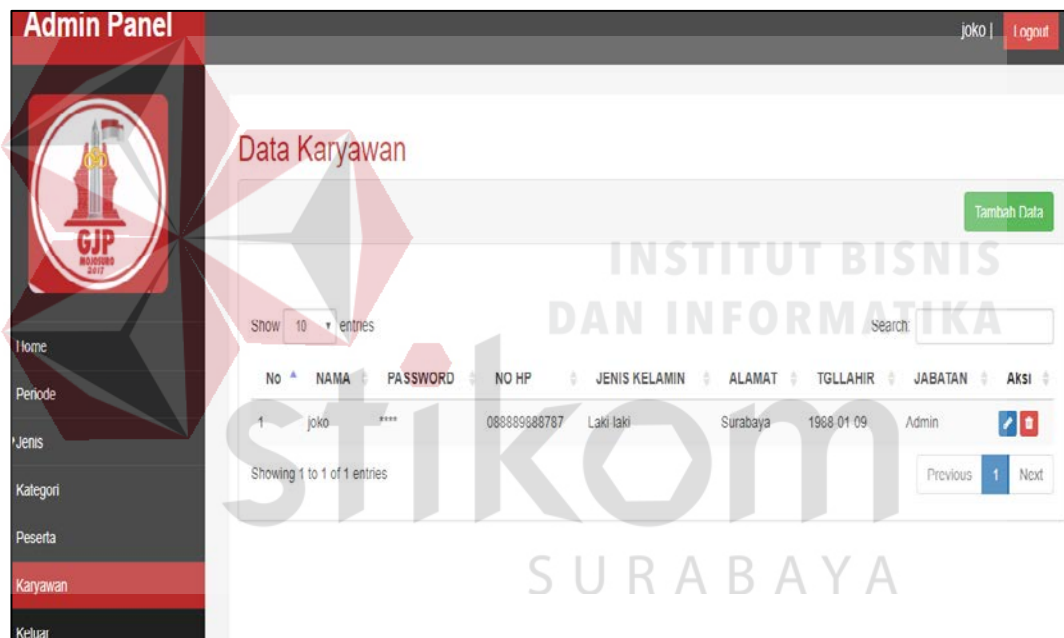 Admin Panel
joko | Logout
GJP
MOJOSURO
2017
Data Karyawan
Tambah Data
INSTITUT BISNIS
DAN INFORMATIKA
Show 10 entries
Search:
No NAMA PASSWORD NO HP JENIS KELAMIN ALAMAT TGLLAHIR JABATAN Aksi
1 joko **** 088889888787 Laki laki Surabaya 1988 01 09 Admin
Showing 1 to 1 of 1 entries
Previous 1 Next
Home
Periode
Jenis
Kategori
Peserta
Karyawan
Keluar
stikom
SURABAYA